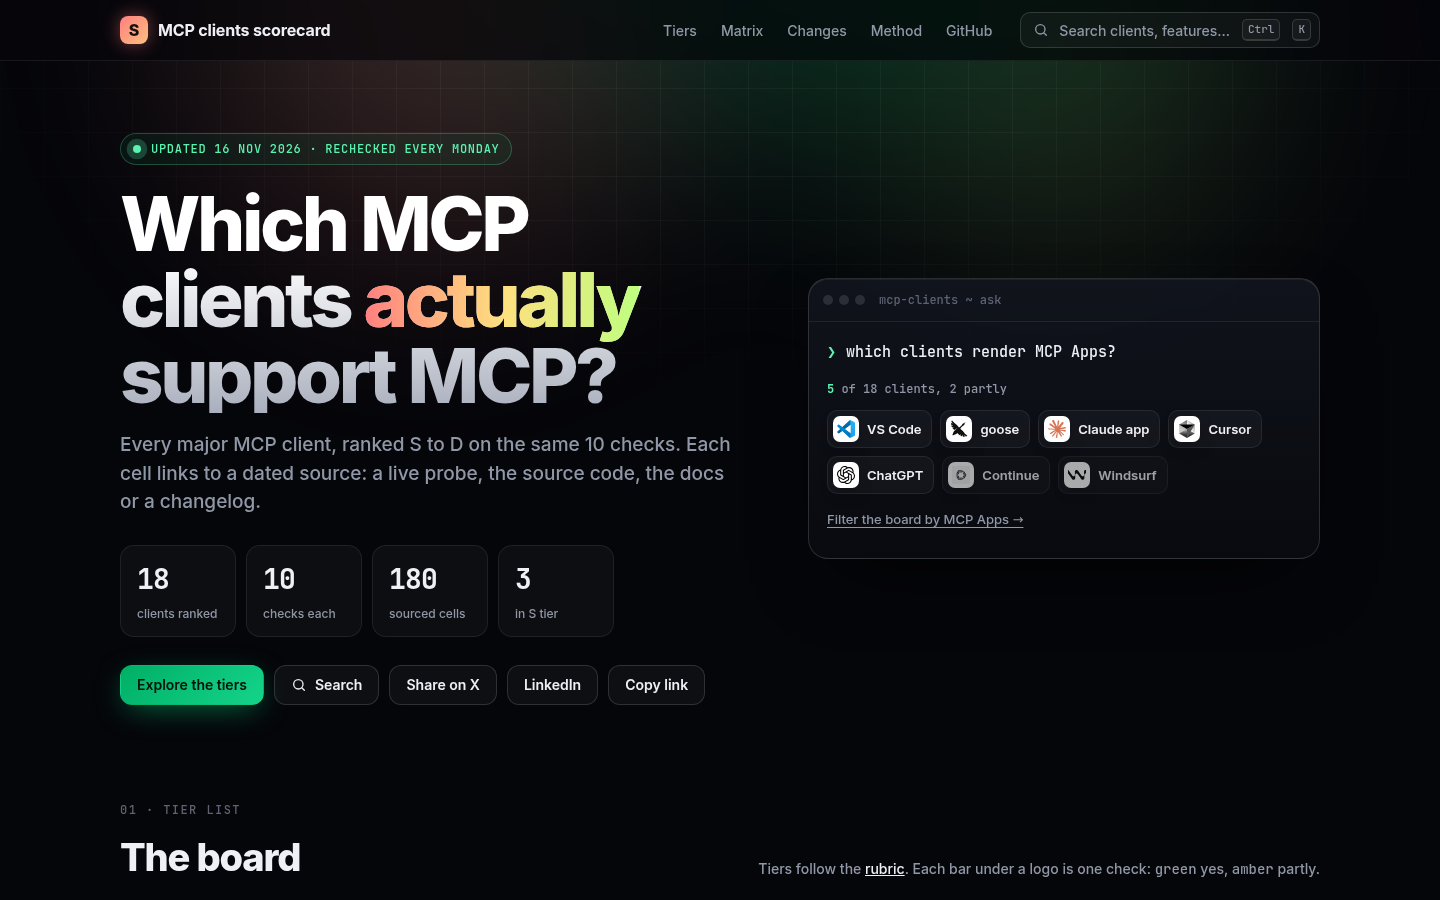 S MCP clients scorecard
Tiers Matrix Changes Method GitHub
Search clients, features... Ctrl K
UPDATED 16 NOV 2026 · RECHECKED EVERY MONDAY
Which MCP
clients actually
support MCP?
Every major MCP client, ranked S to D on the same 10 checks. Each
cell links to a dated source: a live probe, the source code, the docs
or a changelog.
18
clients ranked
10
checks each
180
sourced cells
3
in S tier
Explore the tiers
Search
Share on X
LinkedIn
Copy link
mcp-clients ~ ask
❯ which clients render MCP Apps?
5 of 18 clients, 2 partly
VS Code goose Claude app Cursor
ChatGPT Continue Windsurf
Filter the board by MCP Apps →
01 · TIER LIST
The board
Tiers follow the rubric. Each bar under a logo is one check: green yes, amber partly.